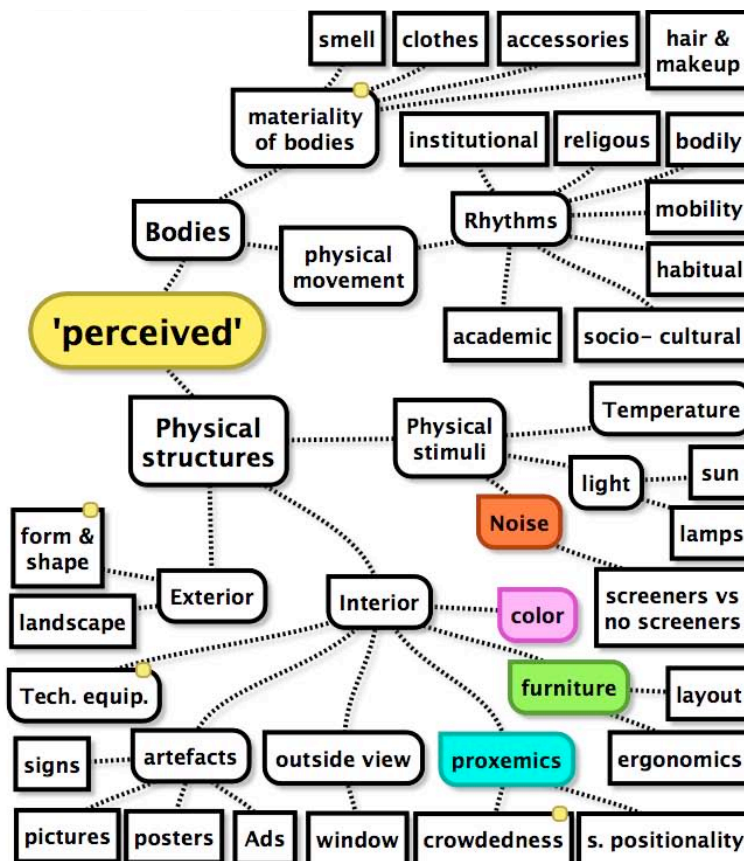 smell
clothes
accessories
hair &
makeup
materiality
of bodies
institutional
religous
bodily
Bodies
physical
movement
Rhythms
mobility
habitual
'perceived'
academic
socio- cultural
Physical
structures
Physical
stimuli
Temperature
light
sun
Noise
lamps
form &
shape
Exterior
landscape
Interior
color
screeners vs
no screeners
Tech. equip.
furniture
layout
signs
artefacts
outside view
proxemics
ergonomics
pictures
posters
Ads
window
crowdedness
s. positionality